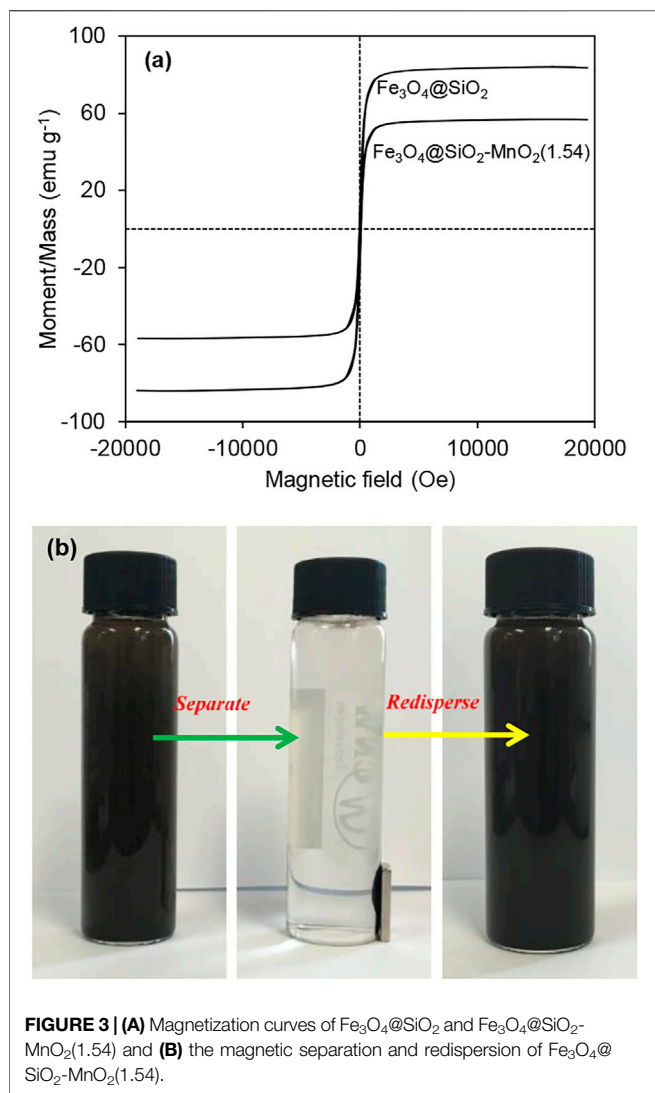 (a)
100
60
20
-20
-60
-100
Moment/Mass (emu g⁻¹)
Fe₃O₄@SiO₂
Fe₃O₄@SiO₂-MnO₂(1.54)
-20000 -10000 0 10000 20000
Magnetic field (Oe)
(b)
Separate
Redisperse
FIGURE 3 | (A) Magnetization curves of Fe₃O₄@SiO₂ and Fe₃O₄@SiO₂-
MnO₂(1.54) and (B) the magnetic separation and redispersion of Fe₃O₄@
SiO₂-MnO₂(1.54).